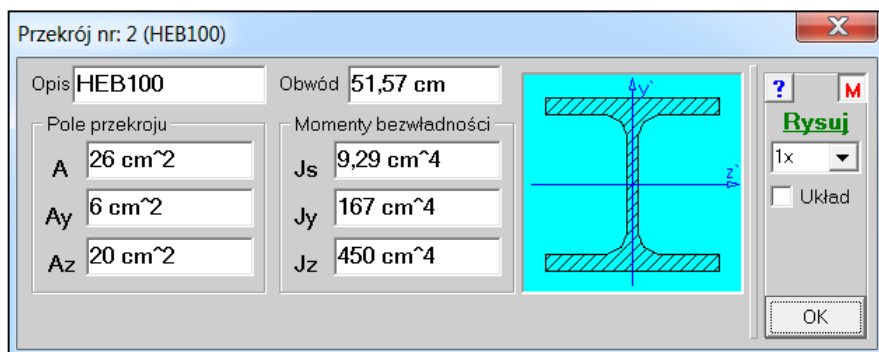 Przekrój nr: 2 (HEB100)
X
Opis HEB100
Obwód 51,57 cm
Pole przekroju
A 26 cm^2
Ay 6 cm^2
Az 20 cm^2
Momenty bezwładności
Js 9,29 cm^4
Jy 167 cm^4
Jz 450 cm^4
y`
z`
? M
Rysuj
1x
Układ
OK